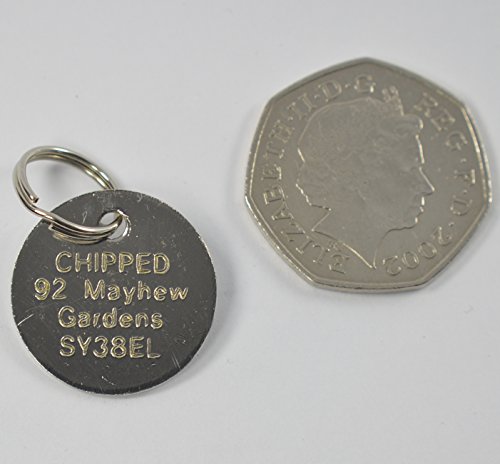 CHIPPED
92 Mayhew
Gardens
SY38EL
ELIZABETH·II·D·G REG·F·D·2002